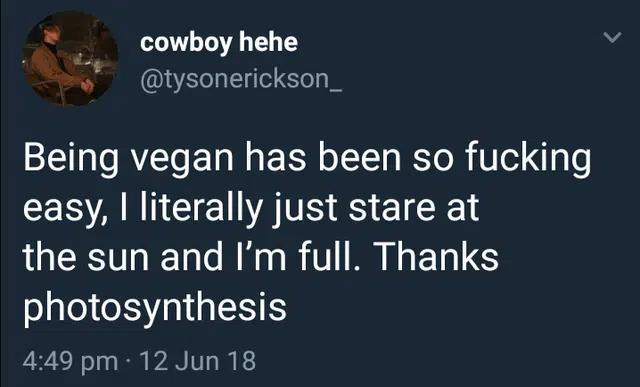 cowboy hehe
@tysonerickson_
Being vegan has been so fucking
easy, I literally just stare at
the sun and I’m full. Thanks
photosynthesis
4:49 pm · 12 Jun 18